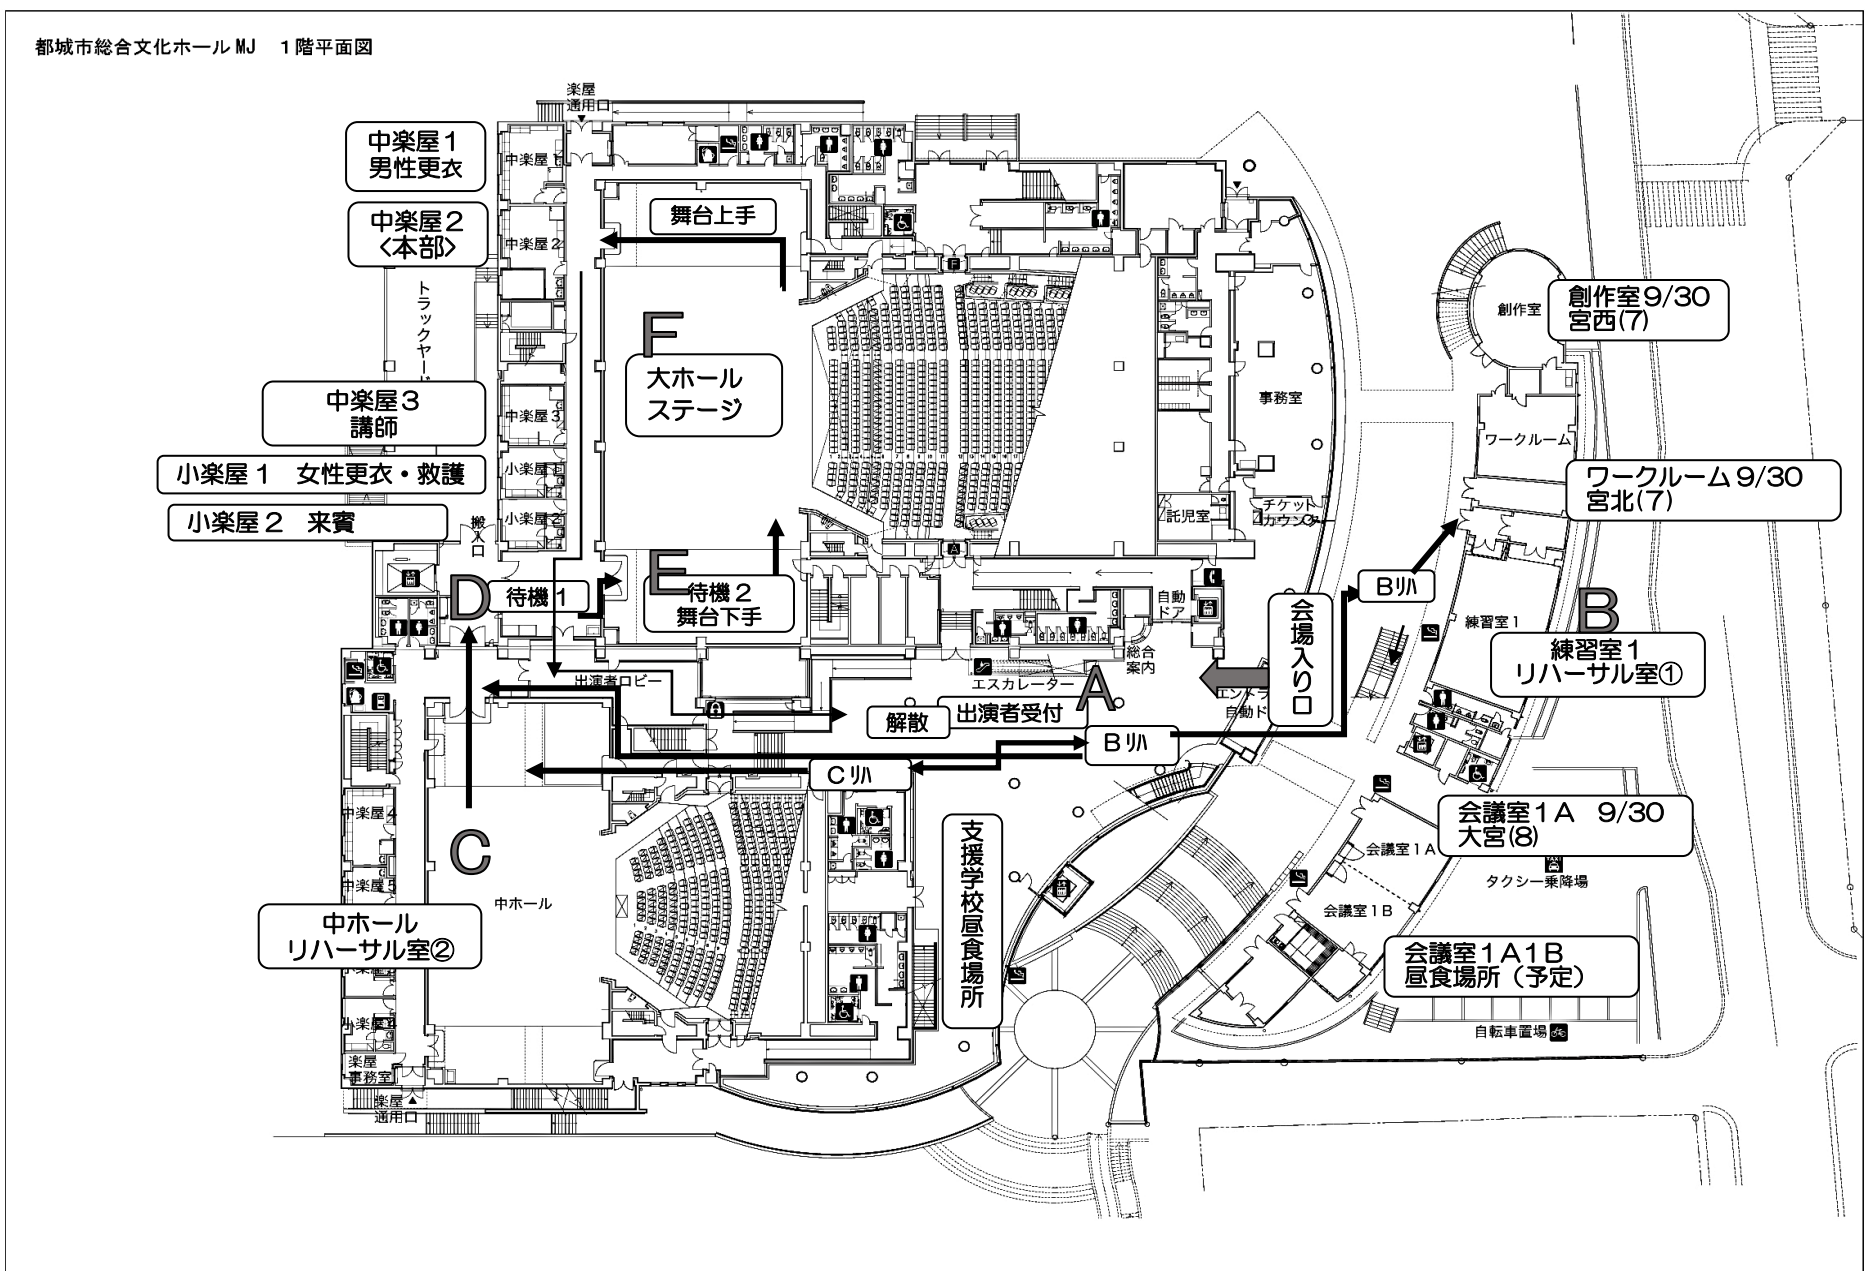 都城市総合文化ホールMJ　1階平面図
楽屋
通用口
中楽屋1
男性更衣
中楽屋1
中楽屋2
〈本部〉
中楽屋2
舞台上手
トラックヤード
F
大ホール
ステージ
中楽屋3
講師
中楽屋3
小楽屋1　女性更衣・救護
小楽屋1
小楽屋2　来賓
小楽屋2
搬入口
事務室
託児室
チケット
カウンター
創作室
創作室9/30
宮西(7)
ワークルーム
ワークルーム9/30
宮北(7)
D
待機1
E
待機2
舞台下手
自動
ドア
総合
案内
会場入り口
Bﾘﾊ
練習室1
B
練習室1
リハーサル室①
出演者ロビー
エスカレーター
A
エントラ
自動ド
解散
出演者受付
Bﾘﾊ
Cﾘﾊ
中楽屋4
C
中楽屋5
中ホール
中ホール
リハーサル室②
小楽屋4
楽屋
事務室
楽屋
通用口
支援学校昼食場所
会議室1A
会議室1A　9/30
大宮(8)
タクシー乗降場
会議室1B
会議室1A1B
昼食場所（予定）
自転車置場